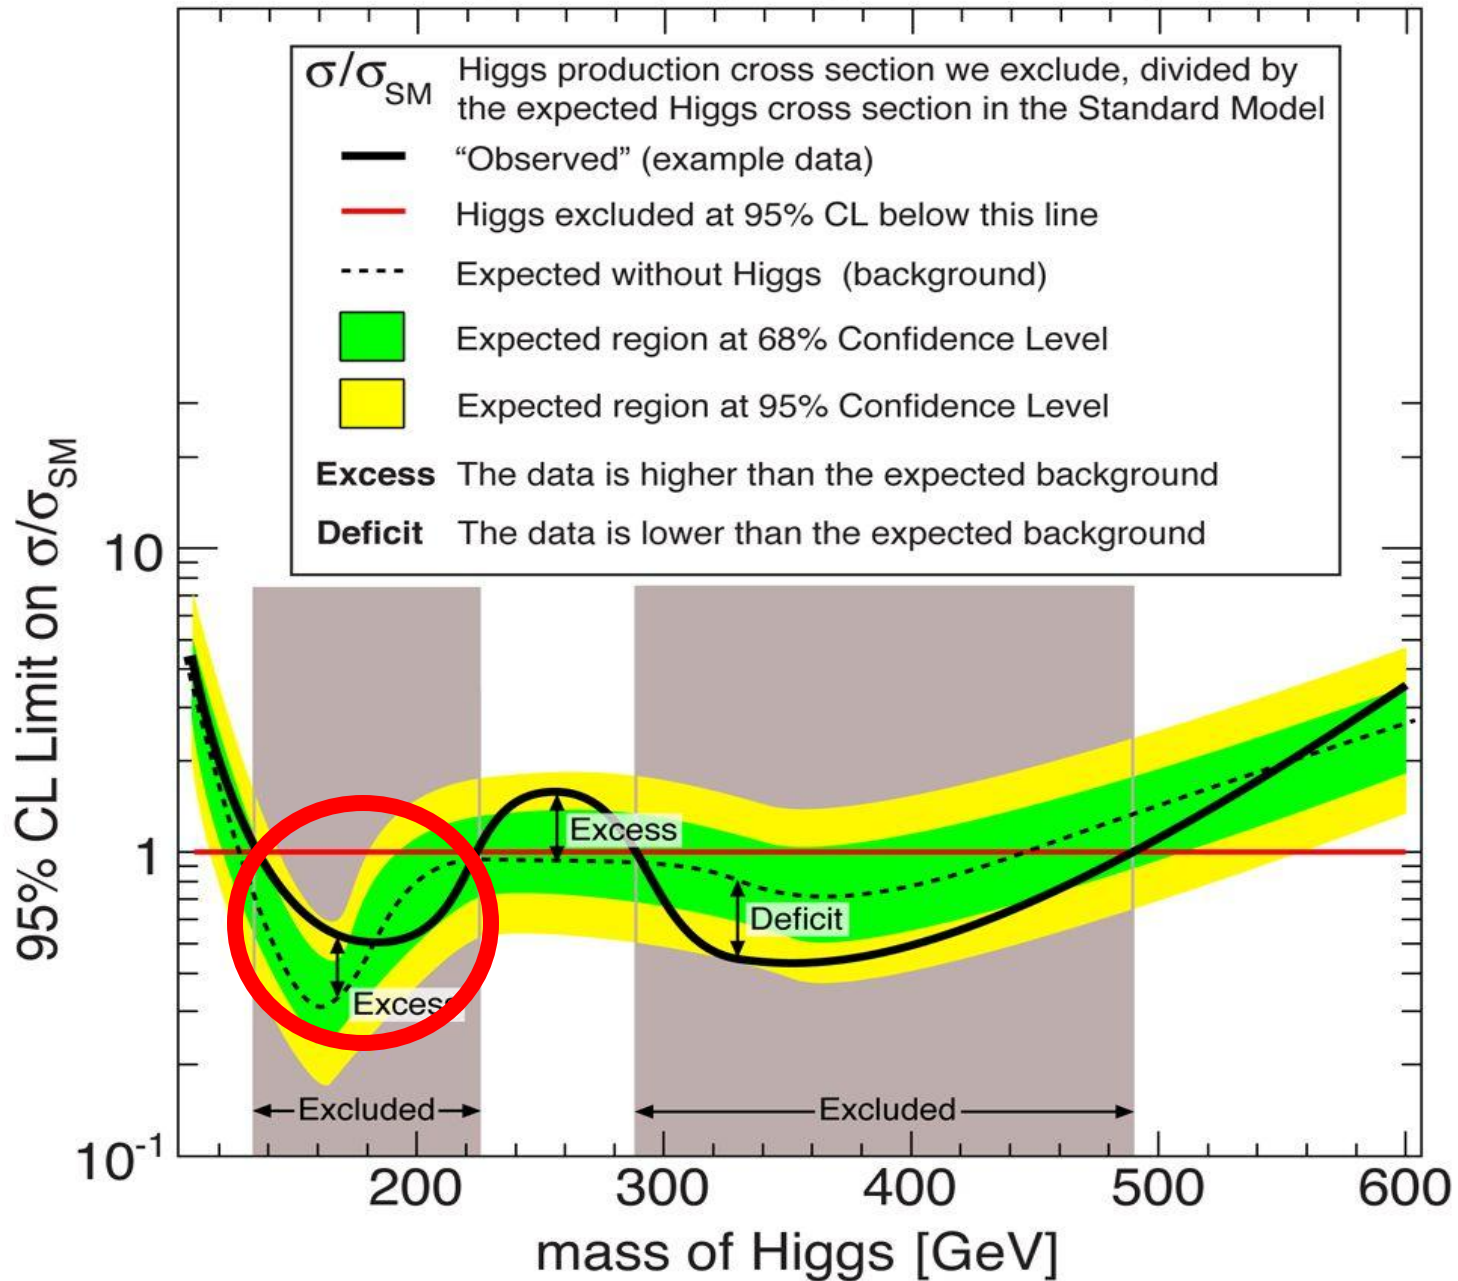 σ/σSM Higgs production cross section we exclude, divided by
the expected Higgs cross section in the Standard Model
“Observed” (example data)
Higgs excluded at 95% CL below this line
Expected without Higgs (background)
Expected region at 68% Confidence Level
Expected region at 95% Confidence Level
Excess The data is higher than the expected background
Deficit The data is lower than the expected background
95% CL Limit on σ/σSM
10
1
10-1
Excess
Deficit
Excess
Excluded
Excluded
200 300 400 500 600
mass of Higgs [GeV]